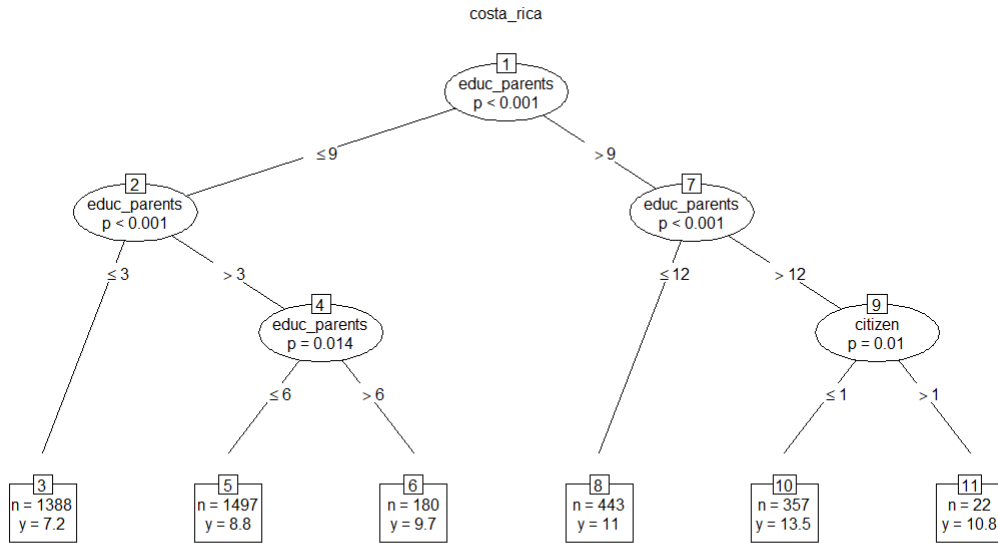 costa_rica
1
educ_parents
p < 0.001
≤ 9
> 9
2
educ_parents
p < 0.001
7
educ_parents
p < 0.001
≤ 3
> 3
≤ 12
> 12
4
educ_parents
p = 0.014
9
citizen
p = 0.01
≤ 6
> 6
≤ 1
> 1
3
n = 1388
y = 7.2
5
n = 1497
y = 8.8
6
n = 180
y = 9.7
8
n = 443
y = 11
10
n = 357
y = 13.5
11
n = 22
y = 10.8